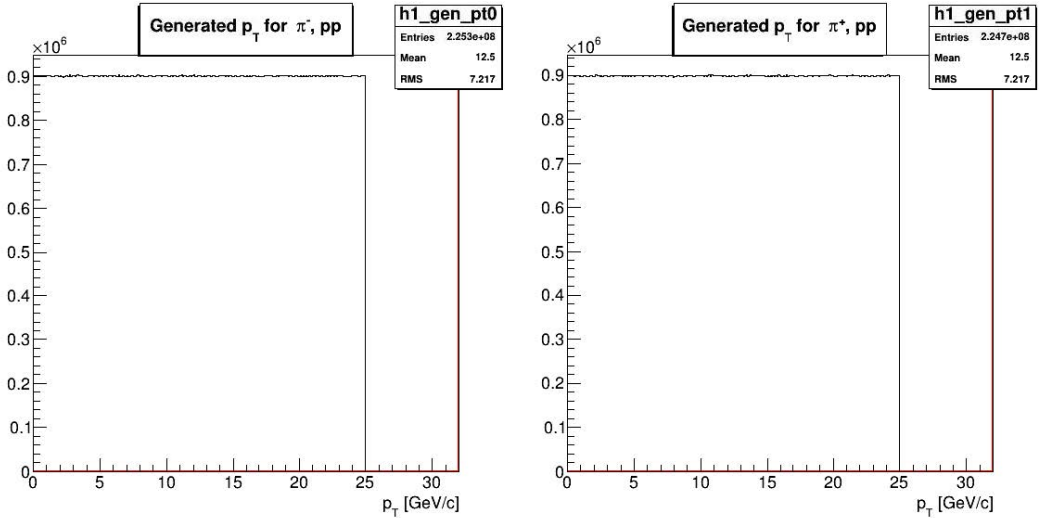 Generated p_T for π⁻, pp
h1_gen_pt0
Entries 2.253e+08
Mean 12.5
RMS 7.217
×10⁶
0.9
0.8
0.7
0.6
0.5
0.4
0.3
0.2
0.1
0
0 5 10 15 20 25 30
p_T [GeV/c]
Generated p_T for π⁺, pp
h1_gen_pt1
Entries 2.247e+08
Mean 12.5
RMS 7.217
×10⁶
0.9
0.8
0.7
0.6
0.5
0.4
0.3
0.2
0.1
0
0 5 10 15 20 25 30
p_T [GeV/c]